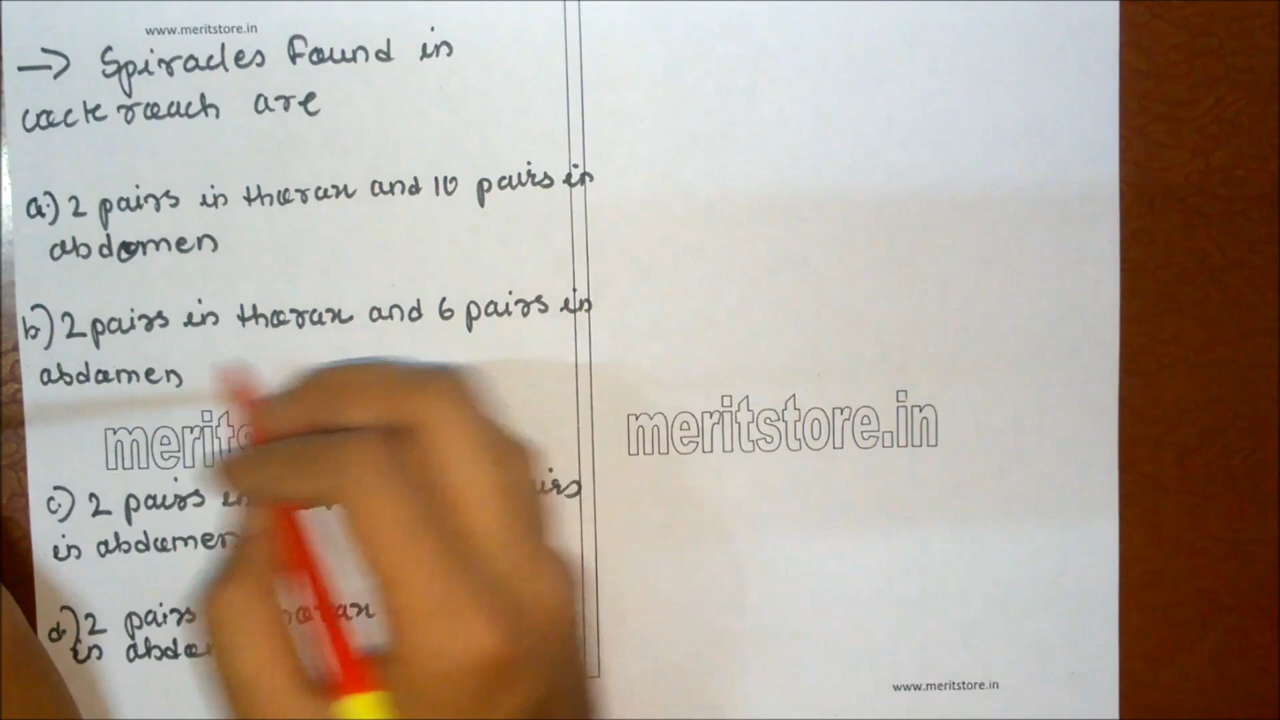 www.meritstore.in
→ Spiracles found in
cockroach are
a.) 2 pairs in thorax and 10 pairs in
abdomen
b) 2 pairs in thorax and 6 pairs in
abdomen
meritstore.in
c.) 2 pairs in
in abdomen
d.) 2 pairs
in
www.meritstore.in